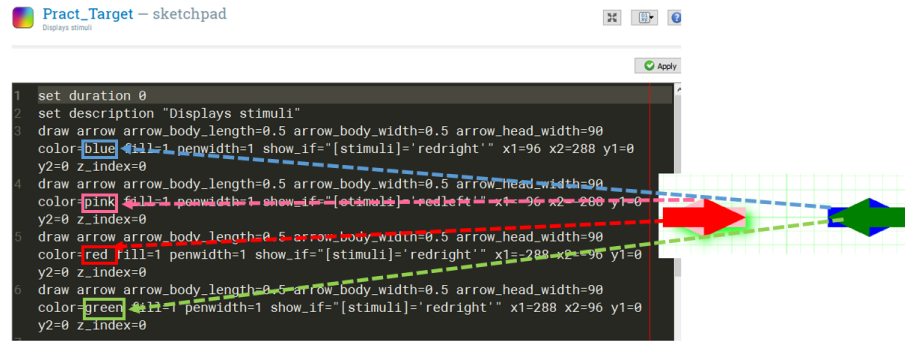 Pract_Target — sketchpad
Displays stimuli
Apply
1 set duration 0
2 set description "Displays stimuli"
3 draw arrow arrow_body_length=0.5 arrow_body_width=0.5 arrow_head_width=90
color=blue fill=1 penwidth=1 show_if="[stimuli]='redright'" x1=96 x2=288 y1=0
y2=0 z_index=0
4 draw arrow arrow_body_length=0.5 arrow_body_width=0.5 arrow_head_width=90
color=pink fill=1 penwidth=1 show_if="[stimuli]='redleft'" x1=-96 x2=-288 y1=0
y2=0 z_index=0
5 draw arrow arrow_body_length=0.5 arrow_body_width=0.5 arrow_head_width=90
color=red fill=1 penwidth=1 show_if="[stimuli]='redright'" x1=-288 x2=-96 y1=0
y2=0 z_index=0
6 draw arrow arrow_body_length=0.5 arrow_body_width=0.5 arrow_head_width=90
color=green fill=1 penwidth=1 show_if="[stimuli]='redright'" x1=288 x2=96 y1=0
y2=0 z_index=0